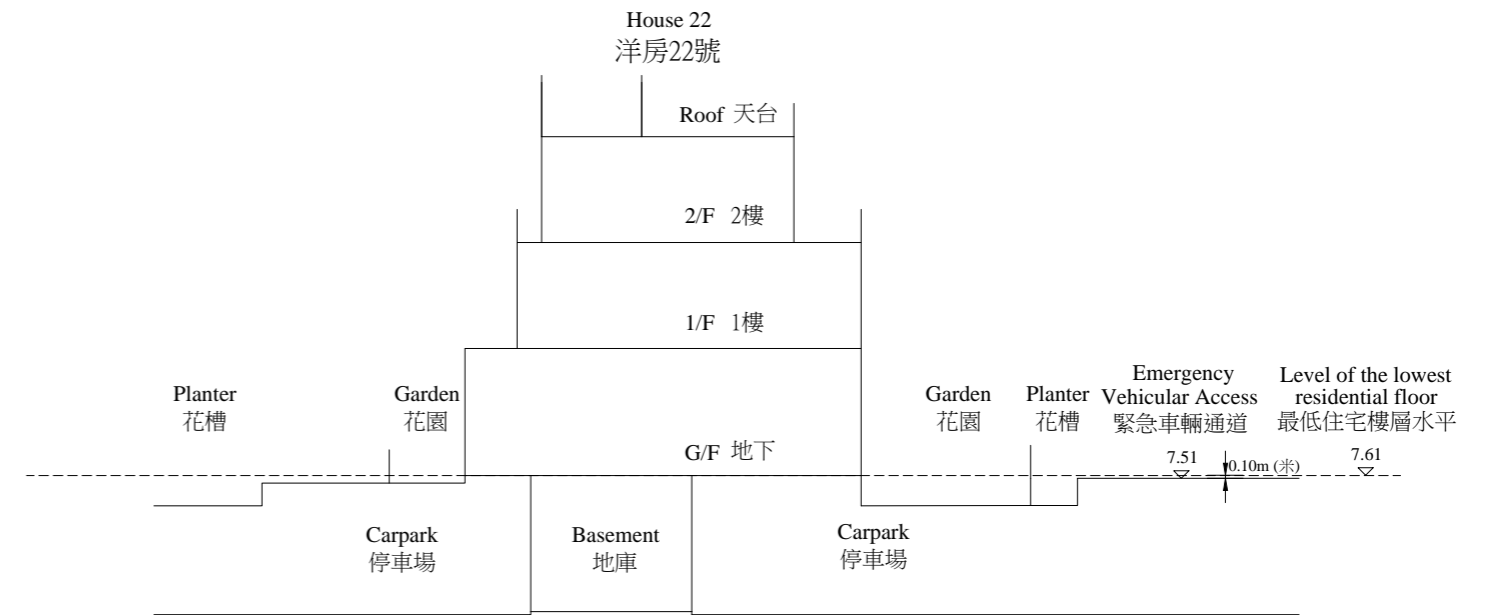 House 22
洋房22號
Roof 天台
2/F 2樓
1/F 1樓
Planter
花槽
Garden
花園
G/F 地下
Garden
花園
Planter
花槽
Emergency
Vehicular Access
緊急車輛通道
Level of the lowest
residential floor
最低住宅樓層水平
7.51
0.10m (米)
7.61
Carpark
停車場
Basement
地庫
Carpark
停車場